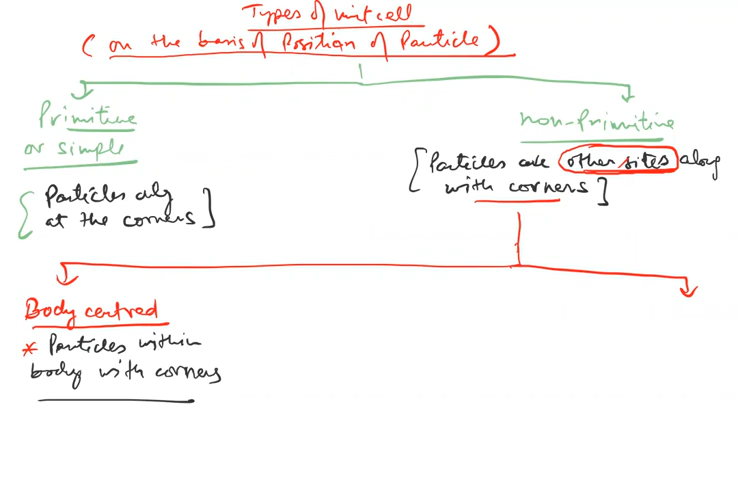 Types of unit cell
( on the basis of Position of Particle )
Primitive
or simple
non-Primitive
[ Particles are other sites along
with corners ]
{ Particles only
at the corners ]
Body centred
* Particles within
body with corners